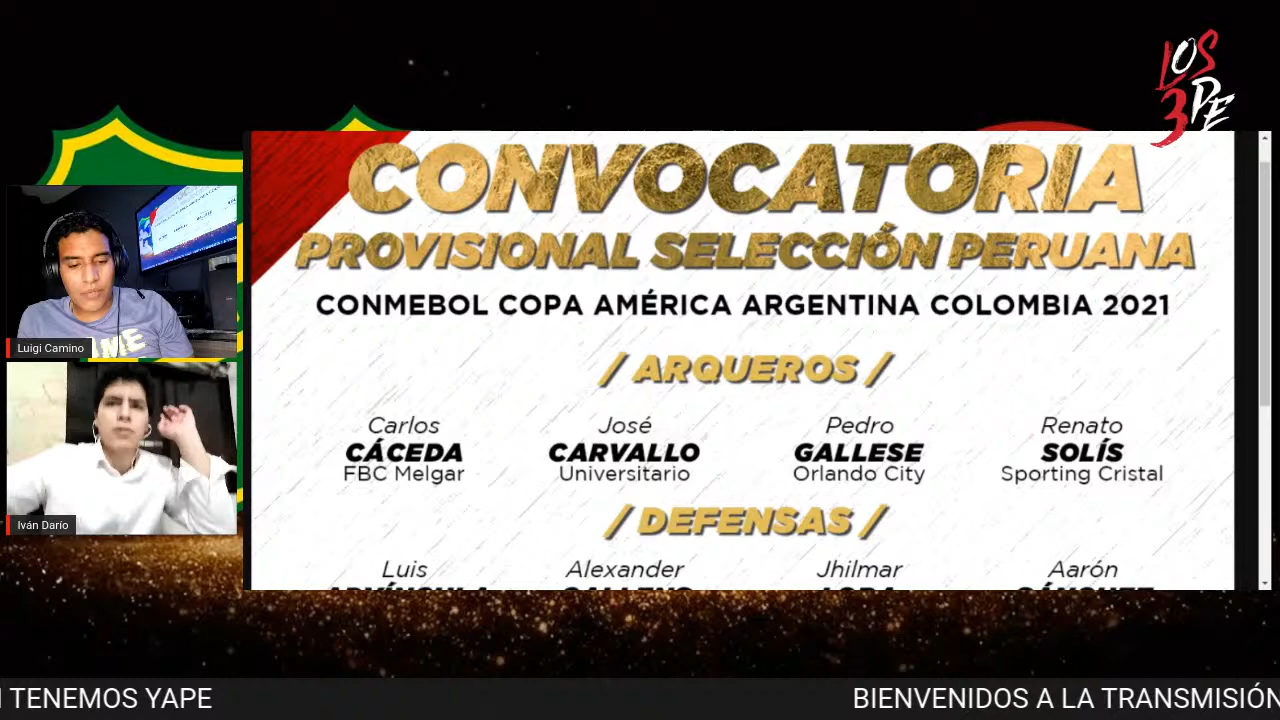 LOS
3PE
CONVOCATORIA
PROVISIONAL SELECCIÓN PERUANA
CONMEBOL COPA AMÉRICA ARGENTINA COLOMBIA 2021
/ ARQUEROS /
Carlos José Pedro Renato
CÁCEDA CARVALLO GALLESE SOLÍS
FBC Melgar Universitario Orlando City Sporting Cristal
/ DEFENSAS /
Luis Alexander Jhilmar Aarón
Luigi Camino
Iván Darío
TENEMOS YAPE
BIENVENIDOS A LA TRANSMISIÓN